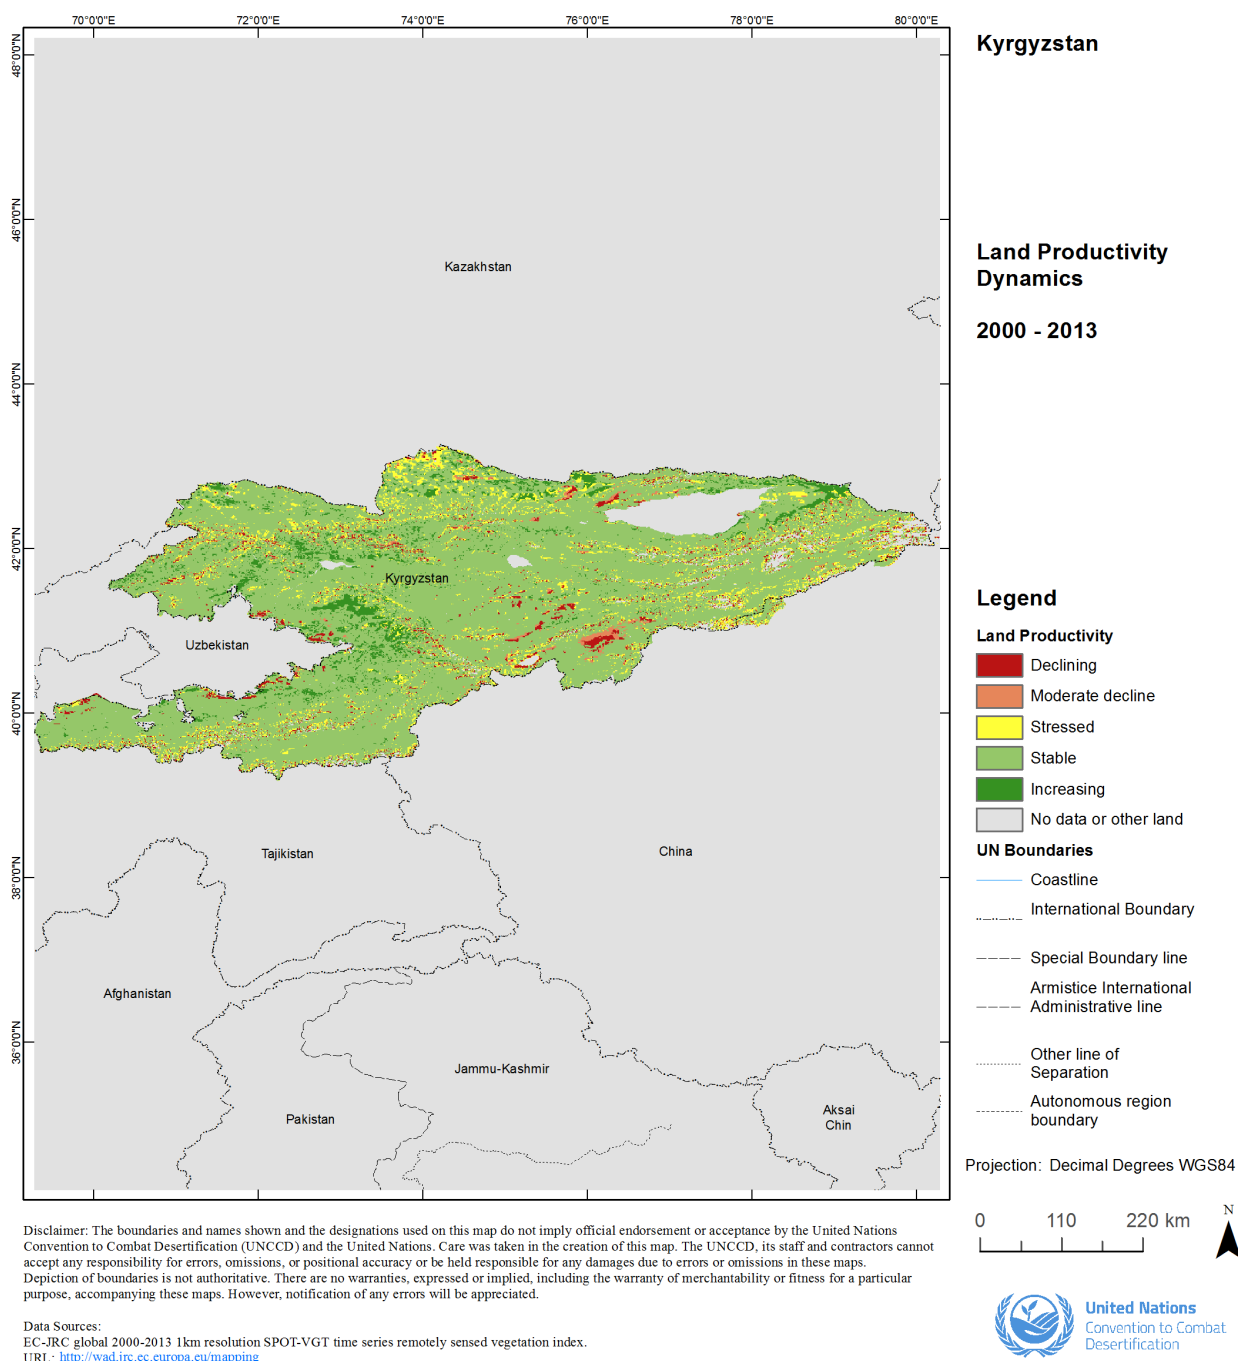 70°0'0"E 72°0'0"E 74°0'0"E 76°0'0"E 78°0'0"E 80°0'0"E
48°0'0"N
46°0'0"N
44°0'0"N
42°0'0"N
40°0'0"N
38°0'0"N
36°0'0"N
Kazakhstan
Kyrgyzstan
Uzbekistan
Tajikistan
China
Afghanistan
Jammu-Kashmir
Pakistan
Aksai
Chin
Kyrgyzstan
Land Productivity
Dynamics
2000 - 2013
Legend
Land Productivity
Declining
Moderate decline
Stressed
Stable
Increasing
No data or other land
UN Boundaries
Coastline
International Boundary
Special Boundary line
Armistice International
Administrative line
Other line of
Separation
Autonomous region
boundary
Projection: Decimal Degrees WGS84
0 110 220 km
N
United Nations
Convention to Combat
Desertification
Disclaimer: The boundaries and names shown and the designations used on this map do not imply official endorsement or acceptance by the United Nations
Convention to Combat Desertification (UNCCD) and the United Nations. Care was taken in the creation of this map. The UNCCD, its staff and contractors cannot
accept any responsibility for errors, omissions, or positional accuracy or be held responsible for any damages due to errors or omissions in these maps.
Depiction of boundaries is not authoritative. There are no warranties, expressed or implied, including the warranty of merchantability or fitness for a particular
purpose, accompanying these maps. However, notification of any errors will be appreciated.
Data Sources:
EC-JRC global 2000-2013 1km resolution SPOT-VGT time series remotely sensed vegetation index.
URL: http://wad.jrc.ec.europa.eu/mapping